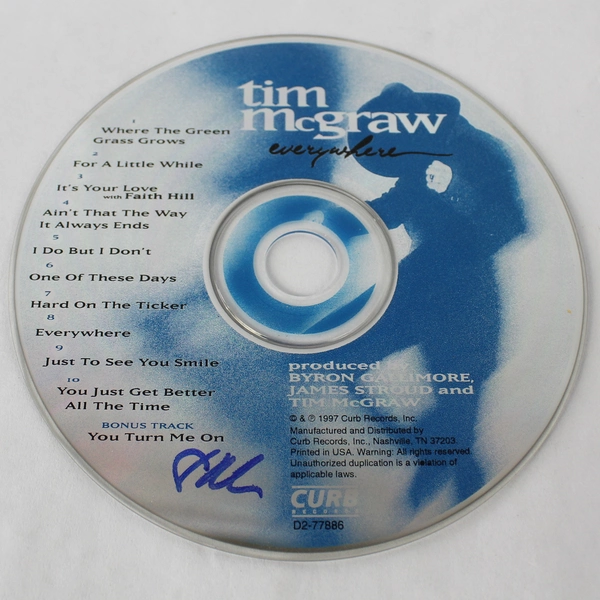 tim
mcgraw
everywhere
1
Where The Green
Grass Grows
2
For A Little While
3
It's Your Love
with Faith Hill
4
Ain't That The Way
It Always Ends
5
I Do But I Don't
6
One Of These Days
7
Hard On The Ticker
8
Everywhere
9
Just To See You Smile
10
You Just Get Better
All The Time
BONUS TRACK
You Turn Me On
produced by
BYRON GALLIMORE,
JAMES STROUD and
TIM McGRAW
© & ℗ 1997 Curb Records, Inc.
Manufactured and Distributed by
Curb Records, Inc., Nashville, TN 37203.
Printed in USA. Warning: All rights reserved.
Unauthorized duplication is a violation of
applicable laws.
CURB
RECORDS
D2-77886